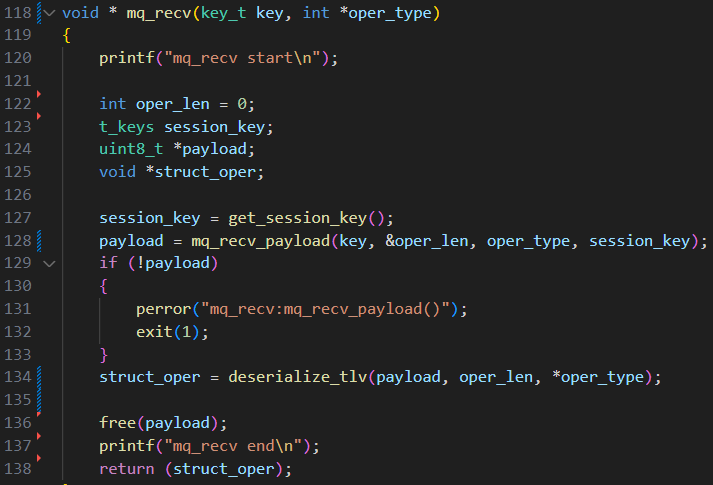 118 void * mq_recv(key_t key, int *oper_type)
119 {
120     printf("mq_recv start\n");
121
122     int oper_len = 0;
123     t_keys session_key;
124     uint8_t *payload;
125     void *struct_oper;
126
127     session_key = get_session_key();
128     payload = mq_recv_payload(key, &oper_len, oper_type, session_key);
129     if (!payload)
130     {
131         perror("mq_recv:mq_recv_payload()");
132         exit(1);
133     }
134     struct_oper = deserialize_tlv(payload, oper_len, *oper_type);
135
136     free(payload);
137     printf("mq_recv end\n");
138     return (struct_oper);